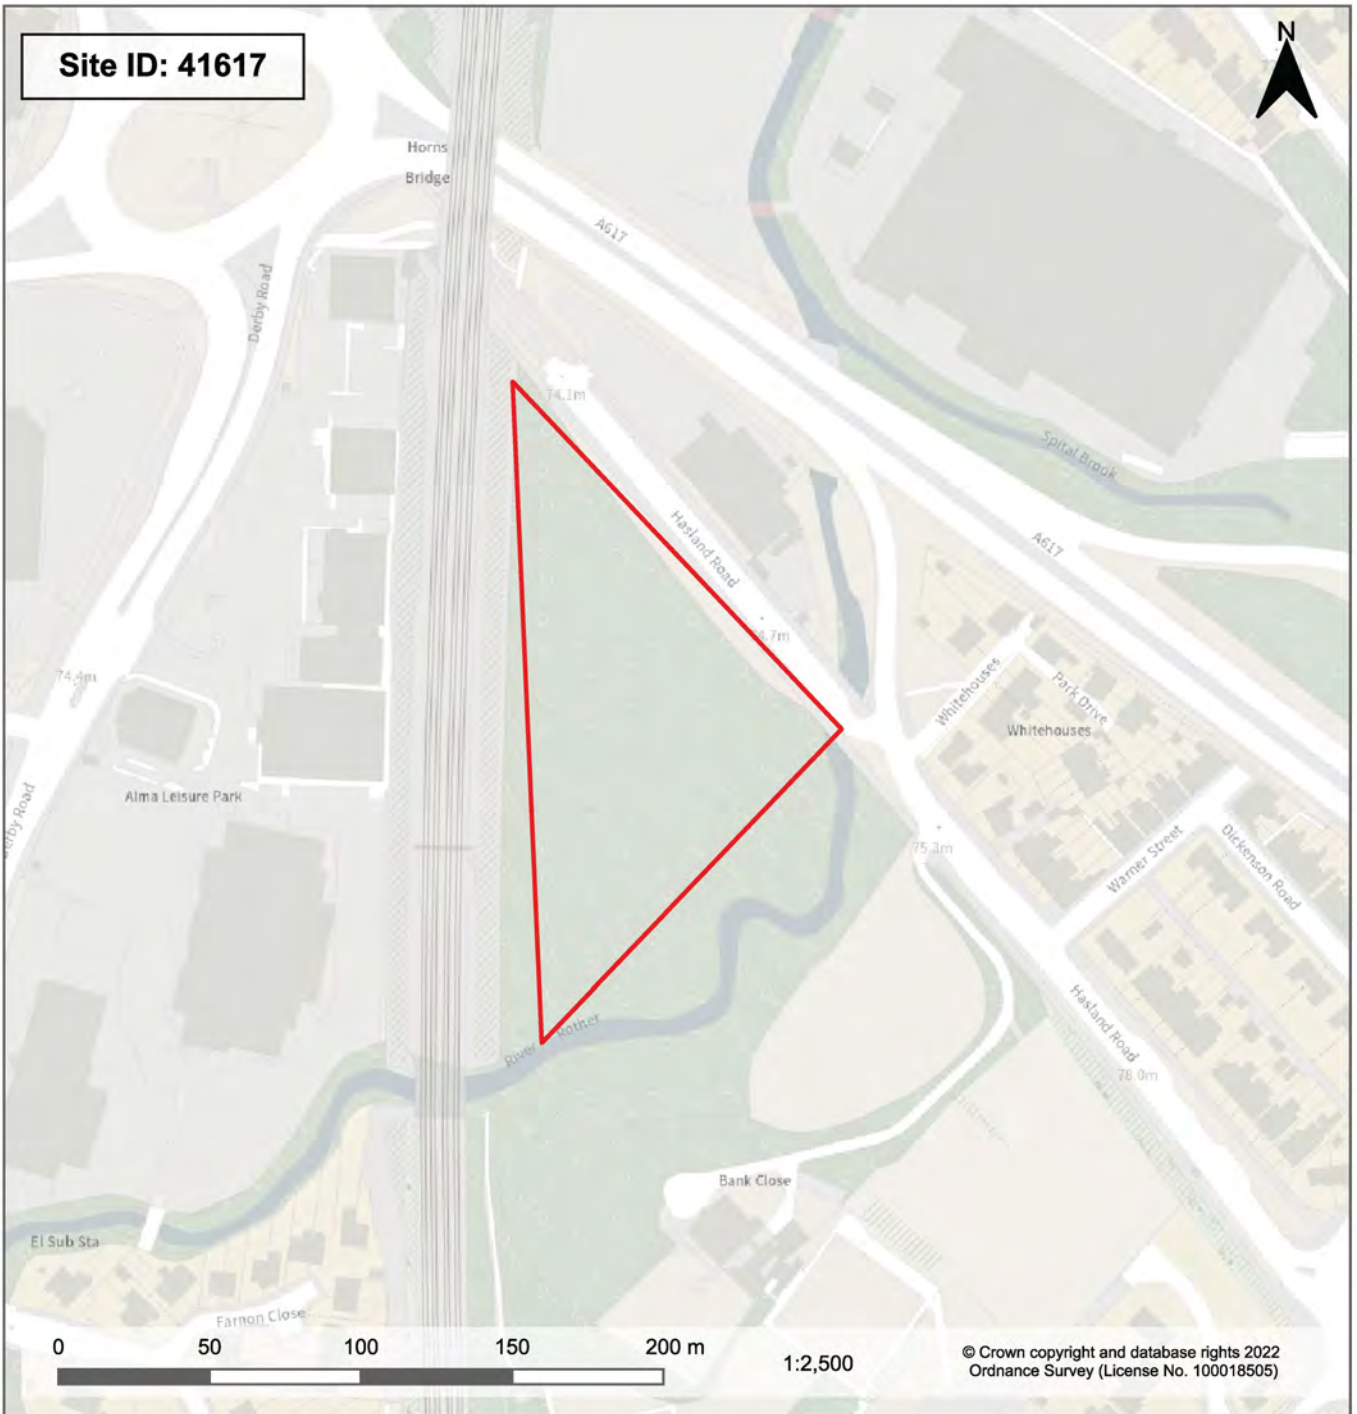 Site ID: 41617
N
Horns
Bridge
A617
Derby Road
74.1m
Spital Brook
Hasland Road
A617
74.4m
Whitehouses
Park Drive
Whitehouses
Alma Leisure Park
75.3m
Warner Street
Dickenson Road
Hasland Road
River Rother
78.0m
Bank Close
El Sub Sta
Farnon Close
0 50 100 150 200 m
1:2,500
© Crown copyright and database rights 2022
Ordnance Survey (License No. 100018505)